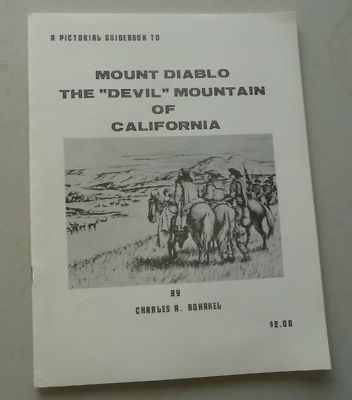 A PICTORIAL GUIDEBOOK TO
MOUNT DIABLO
THE "DEVIL" MOUNTAIN
OF
CALIFORNIA
BY
CHARLES A. BOHAKEL
$2.00